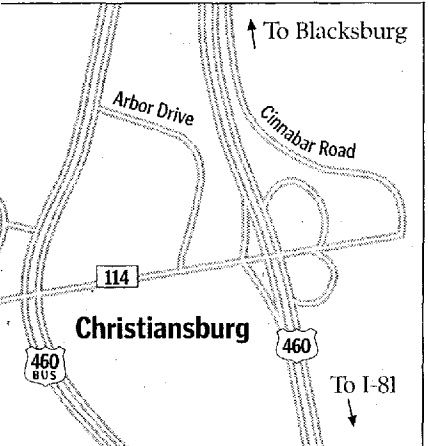 To Blacksburg
Arbor Drive
Cinnabar Road
114
Christiansburg
460
460
BUS
To I-81